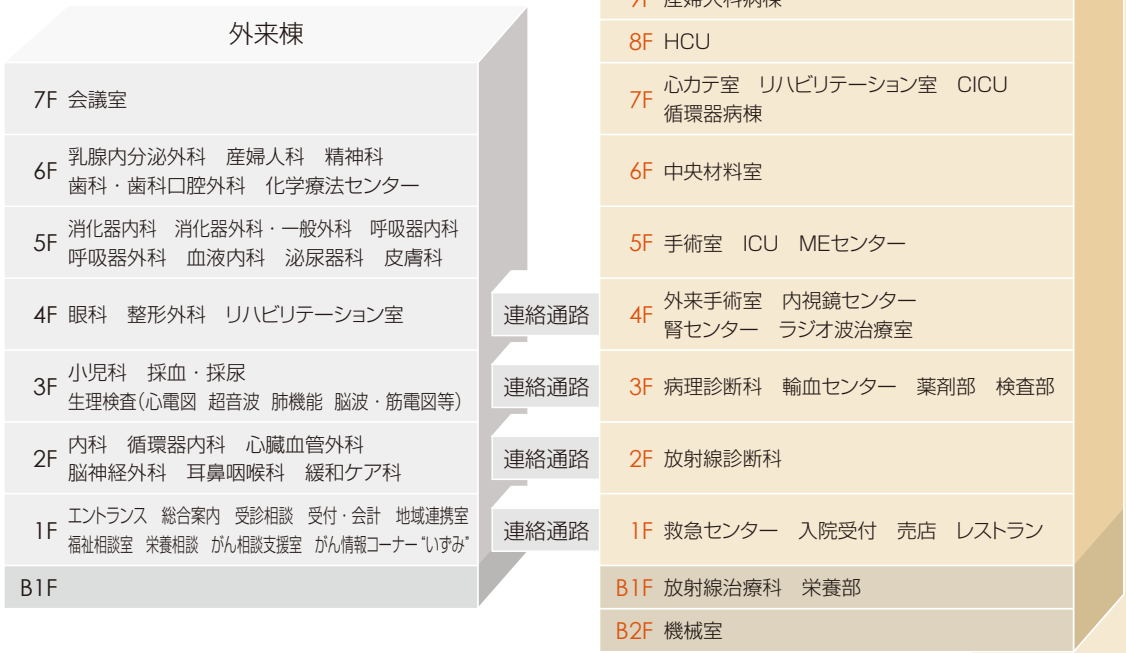 外来棟
7F 会議室
6F 乳腺内分泌外科　産婦人科　精神科
歯科・歯科口腔外科　化学療法センター
5F 消化器内科　消化器外科・一般外科　呼吸器内科
呼吸器外科　血液内科　泌尿器科　皮膚科
4F 眼科　整形外科　リハビリテーション室
3F 小児科　採血・採尿
生理検査(心電図　超音波　肺機能　脳波・筋電図等)
2F 内科　循環器内科　心臓血管外科
脳神経外科　耳鼻咽喉科　緩和ケア科
1F エントランス　総合案内　受診相談　受付・会計　地域連携室
福祉相談室　栄養相談　がん相談支援室　がん情報コーナー“いずみ”
B1F
連絡通路
連絡通路
連絡通路
連絡通路
9F 産婦人科病棟
8F HCU
7F 心カテ室　リハビリテーション室　CICU
循環器病棟
6F 中央材料室
5F 手術室　ICU　MEセンター
4F 外来手術室　内視鏡センター
腎センター　ラジオ波治療室
3F 病理診断科　輸血センター　薬剤部　検査部
2F 放射線診断科
1F 救急センター　入院受付　売店　レストラン
B1F 放射線治療科　栄養部
B2F 機械室